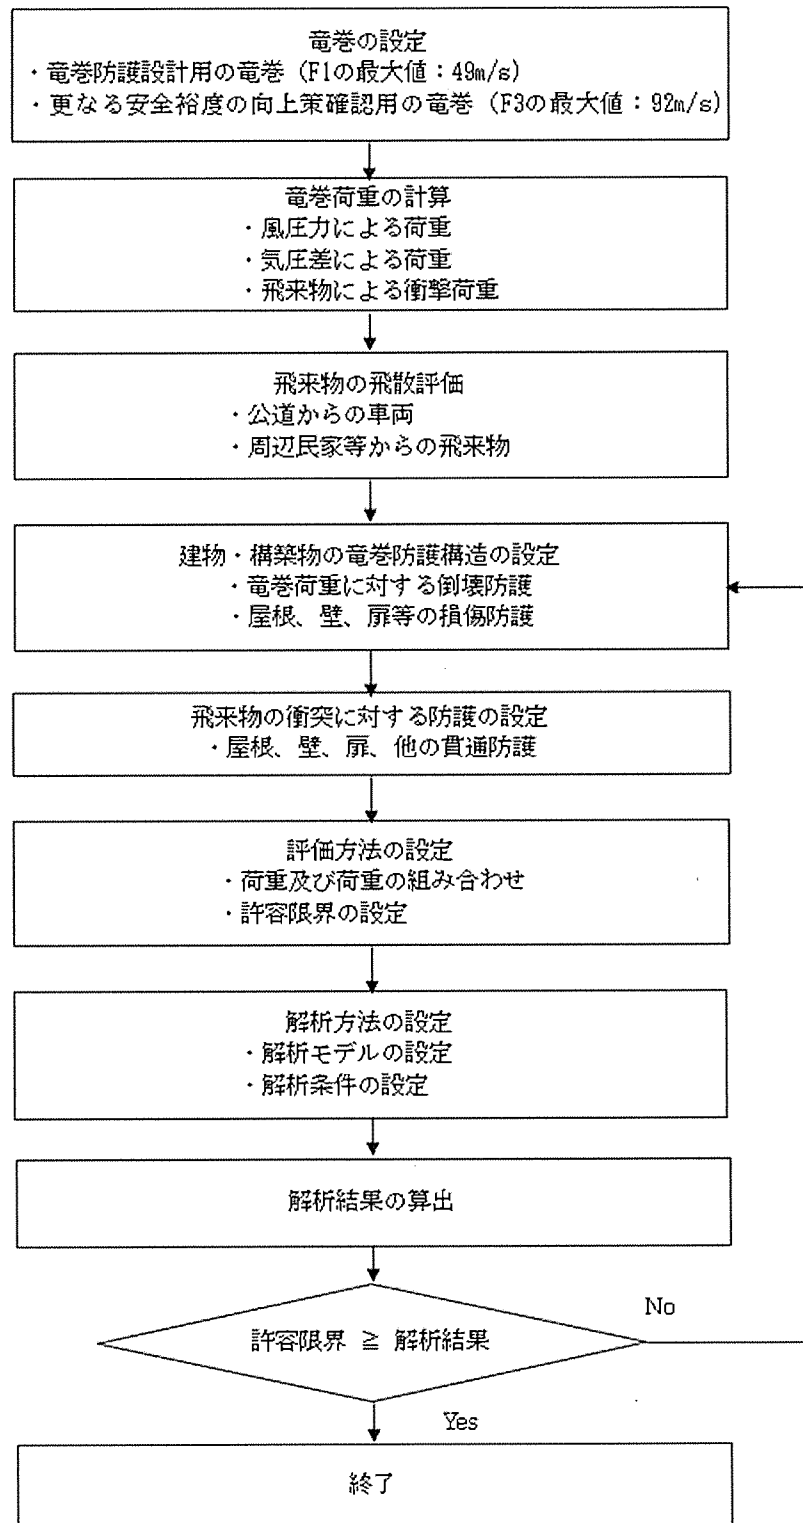 竜巻の設定
・竜巻防護設計用の竜巻 (F1の最大値：49m/s)
・更なる安全裕度の向上策確認用の竜巻 (F3の最大値：92m/s)
竜巻荷重の計算
・風圧力による荷重
・気圧差による荷重
・飛来物による衝撃荷重
飛来物の飛散評価
・公道からの車両
・周辺民家等からの飛来物
建物・構築物の竜巻防護構造の設定
・竜巻荷重に対する倒壊防護
・屋根、壁、扉等の損傷防護
飛来物の衝突に対する防護の設定
・屋根、壁、扉、他の貫通防護
評価方法の設定
・荷重及び荷重の組み合わせ
・許容限界の設定
解析方法の設定
・解析モデルの設定
・解析条件の設定
解析結果の算出
許容限界 ≧ 解析結果
No
Yes
終了